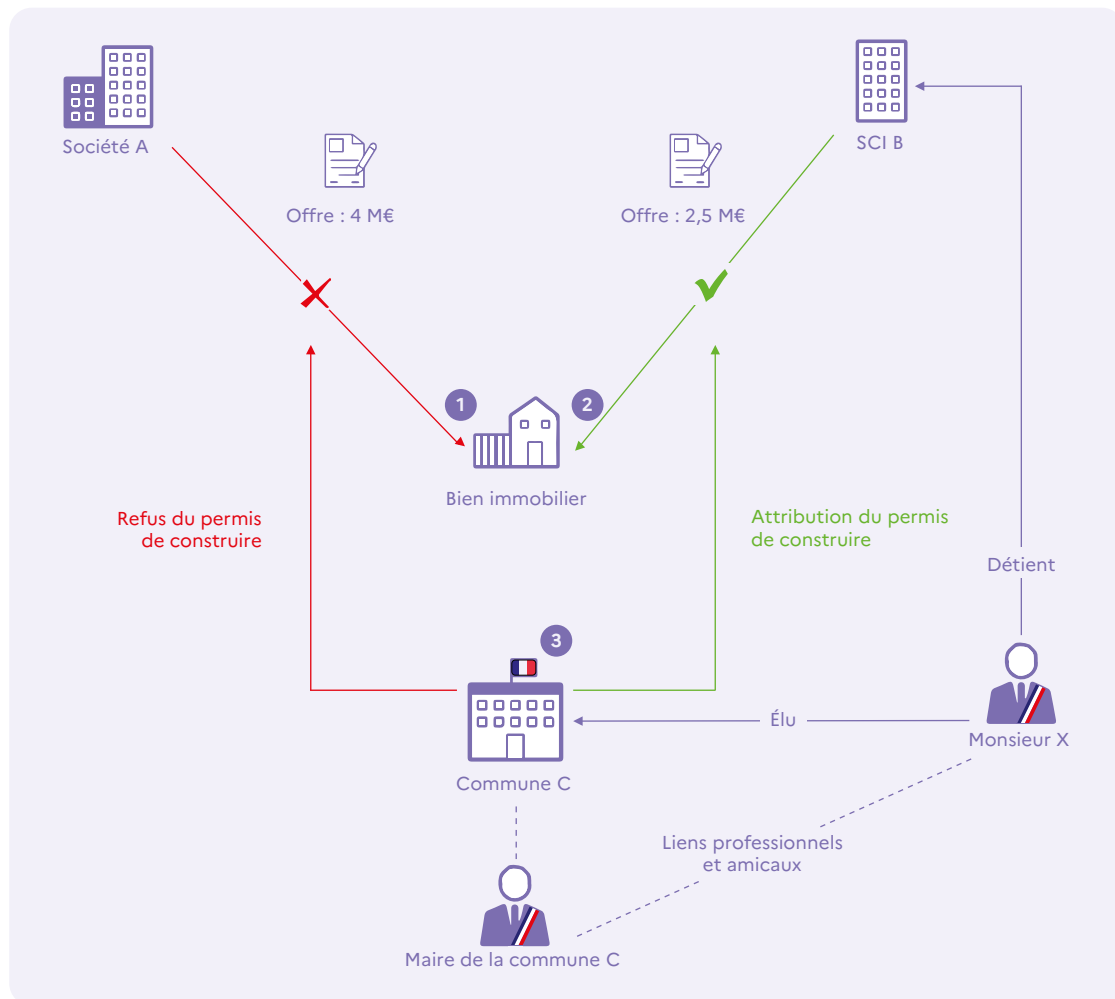 Société A
SCI B
Offre : 4 M€
Offre : 2,5 M€
1
2
Bien immobilier
Refus du permis
de construire
Attribution du permis
de construire
Détient
3
Élu
Monsieur X
Commune C
Liens professionnels
et amicaux
Maire de la commune C